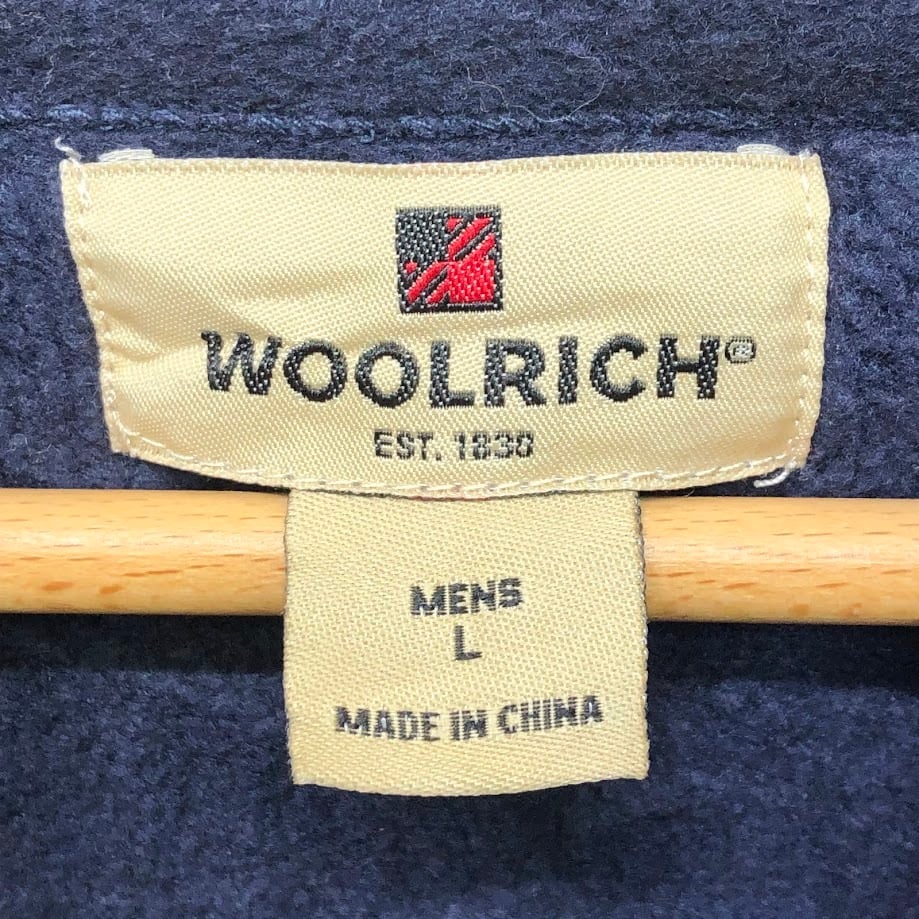 WOOLRICH®
EST. 1830
MENS
L
MADE IN CHINA